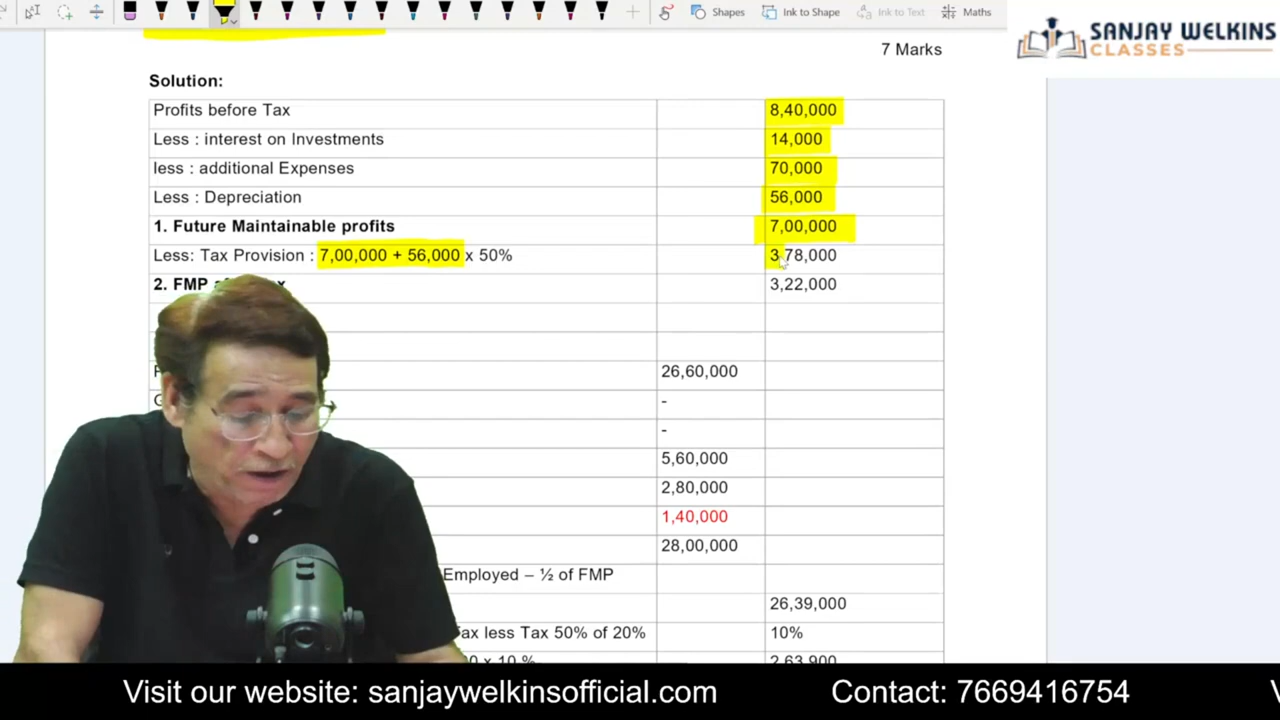 Shapes Ink to Shape Ink to Text Maths
SANJAY WELKINS
CLASSES
7 Marks
Solution:
Profits before Tax 8,40,000
Less : interest on Investments 14,000
less : additional Expenses 70,000
Less : Depreciation 56,000
1. Future Maintainable profits 7,00,000
Less: Tax Provision : 7,00,000 + 56,000 x 50% 3,78,000
2. FMP 3,22,000
26,60,000
-
-
5,60,000
2,80,000
1,40,000
28,00,000
Employed – ½ of FMP
26,39,000
less Tax 50% of 20% 10%
x 10 % 2,63,900
Visit our website: sanjaywelkinsofficial.com Contact: 7669416754